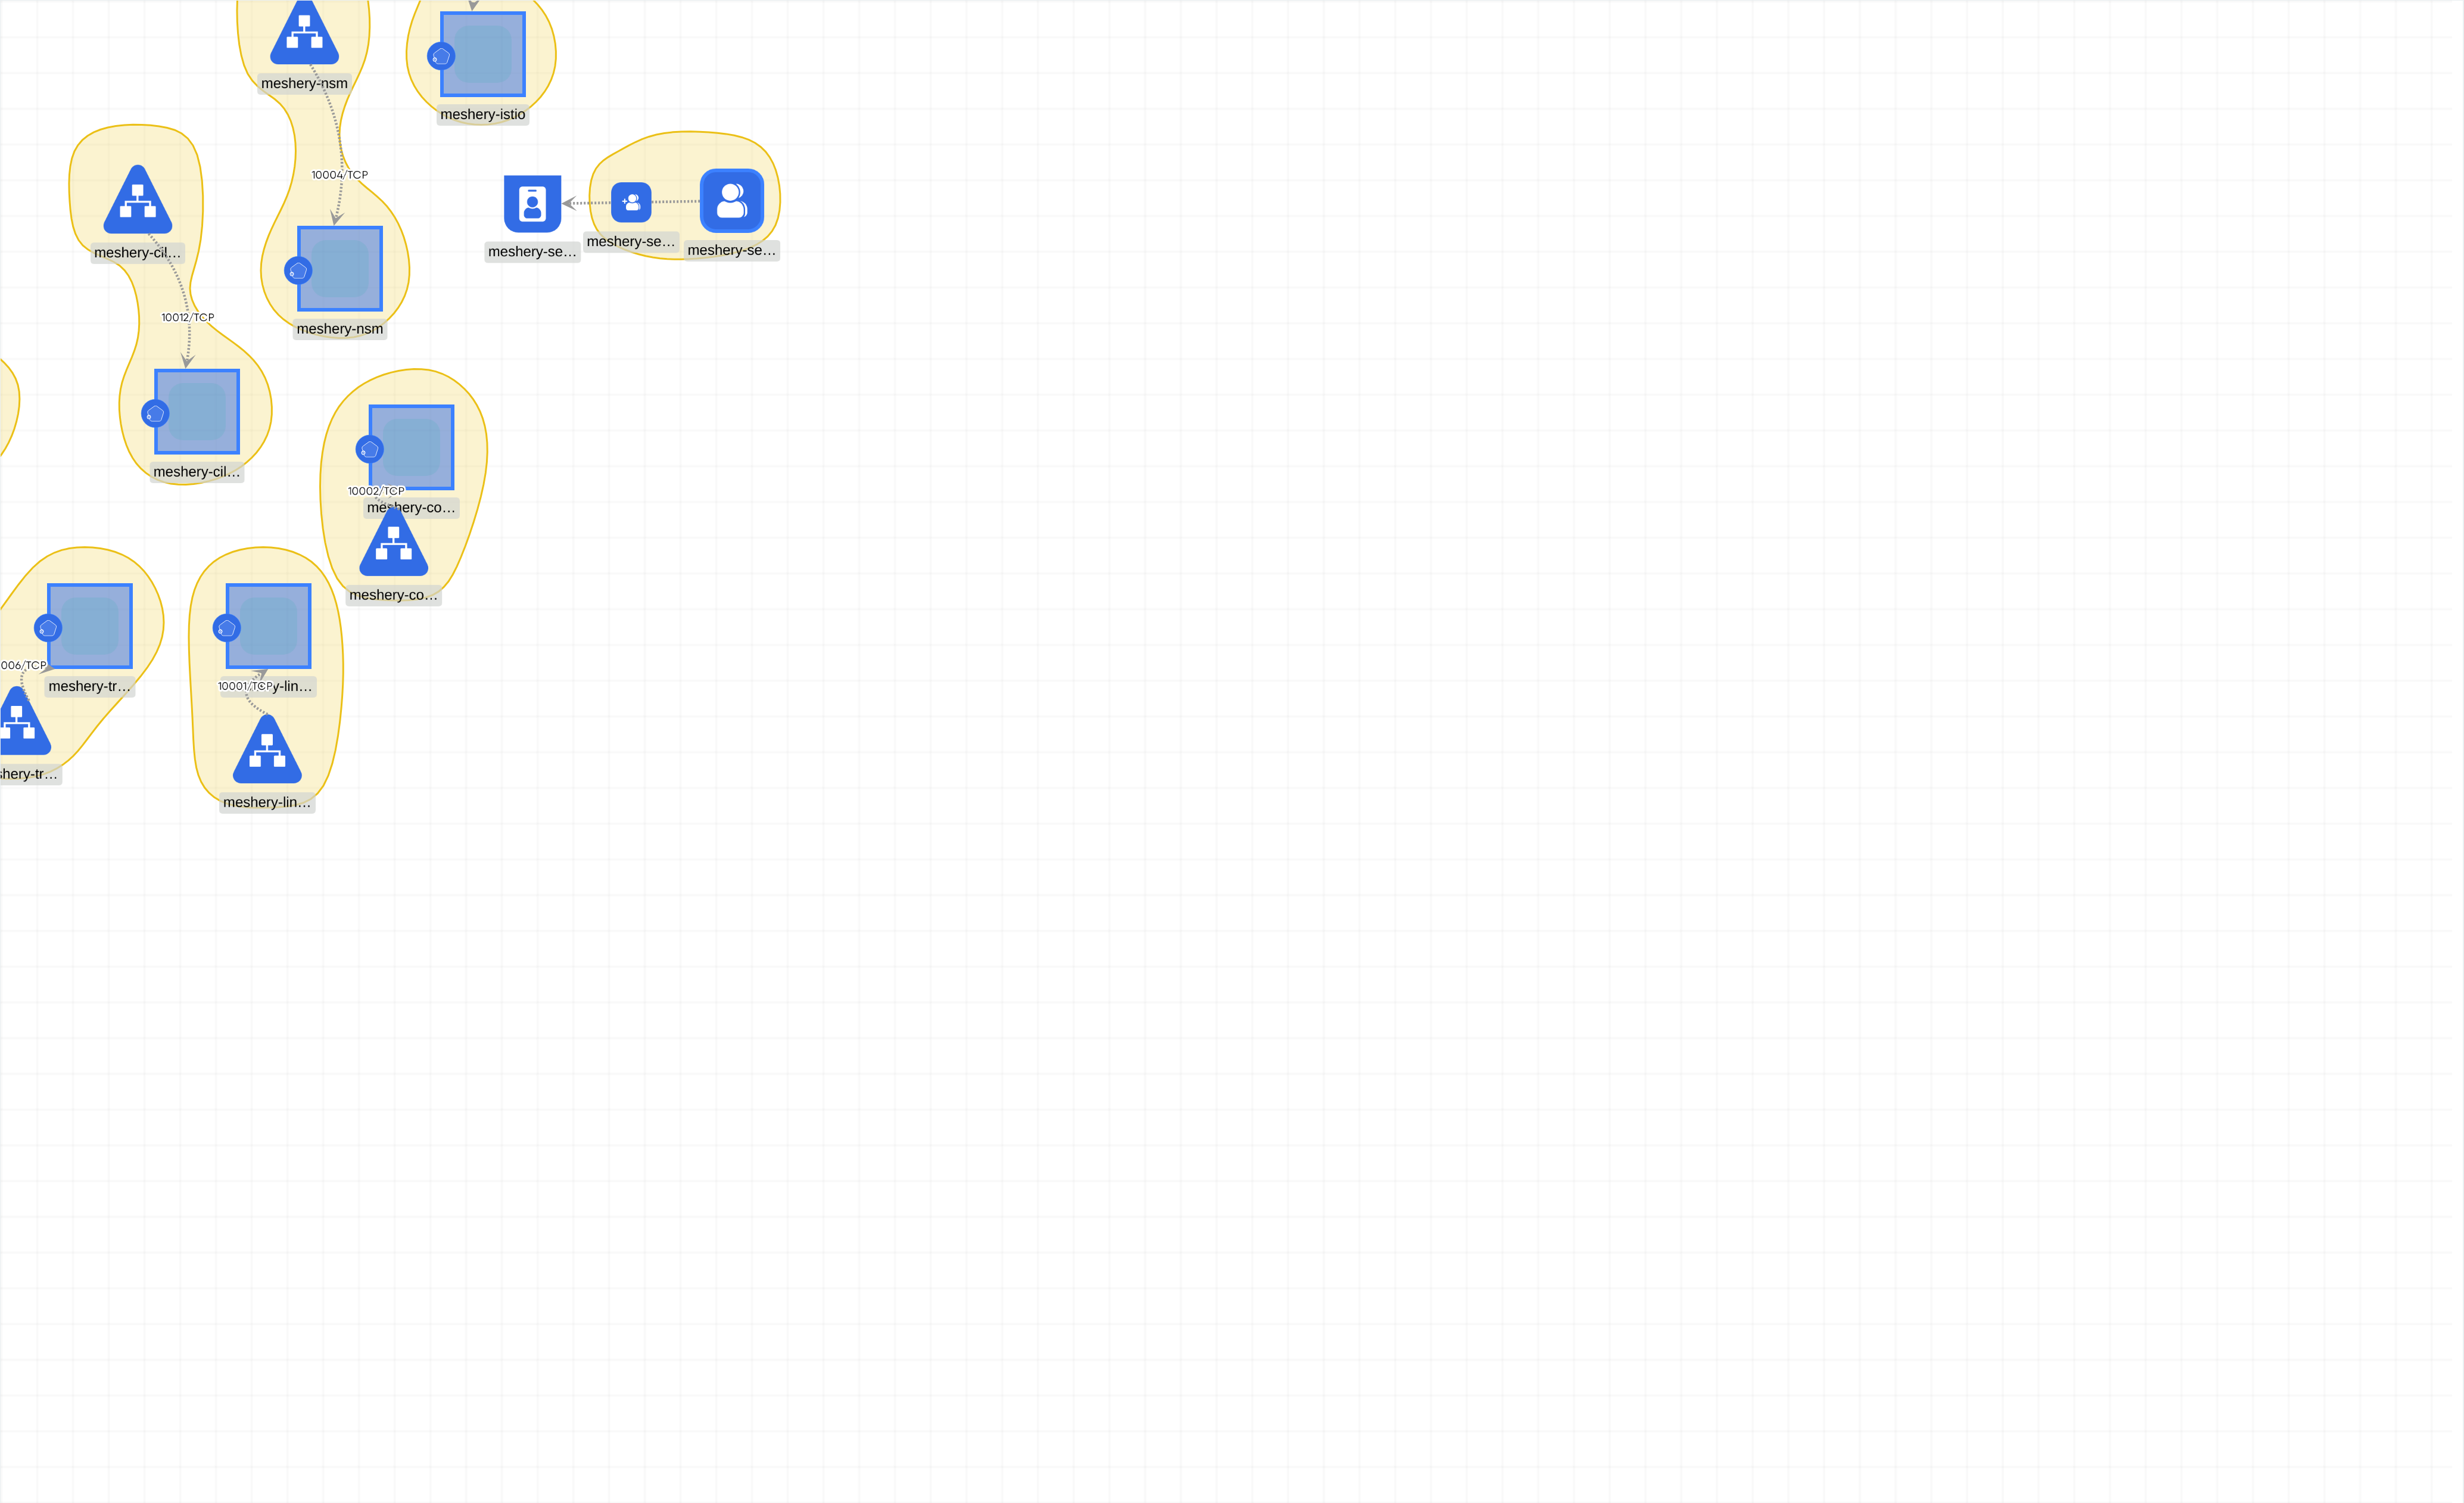 meshery-nsm
meshery-istio
10004/TCP
meshery-cil…
meshery-se…
meshery-se…
meshery-se…
10012/TCP
meshery-nsm
meshery-cil…
10002/TCP
meshery-co…
meshery-co…
006/TCP
meshery-tr…
10001/TCP
y-lin…
hery-tr…
meshery-lin…